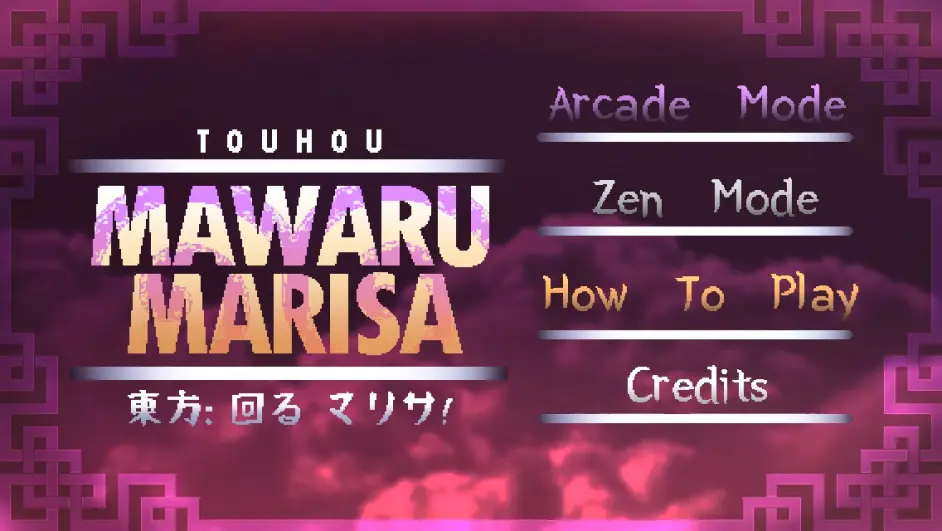 TOUHOU
MAWARU
MARISA
東方: 回る マリサ!
Arcade Mode
Zen Mode
How To Play
Credits